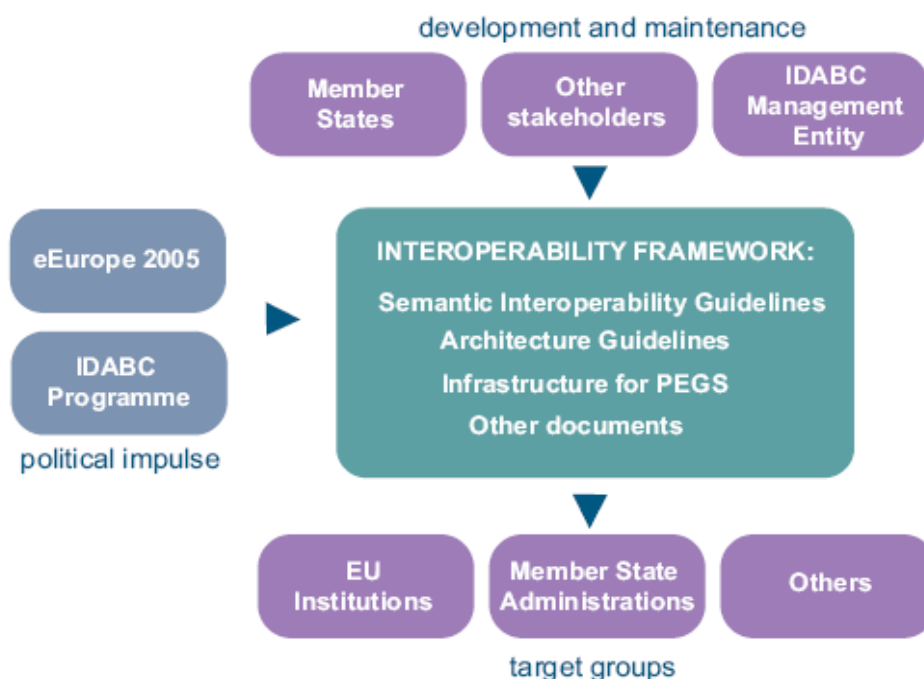 development and maintenance
Member
States
Other
stakeholders
IDABC
Management
Entity
eEurope 2005
IDABC
Programme
political impulse
INTEROPERABILITY FRAMEWORK:
Semantic Interoperability Guidelines
Architecture Guidelines
Infrastructure for PEGS
Other documents
EU
Institutions
Member State
Administrations
Others
target groups